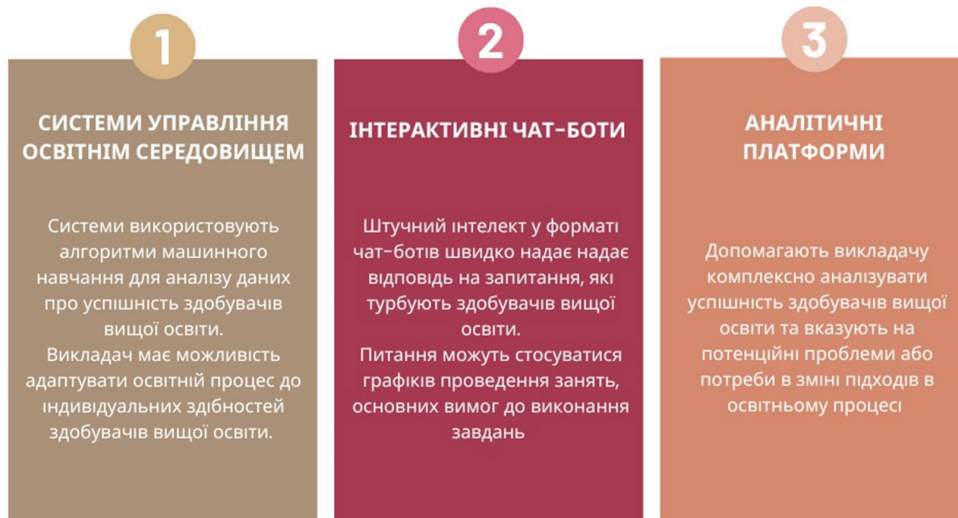 1
СИСТЕМИ УПРАВЛІННЯ
ОСВІТНІМ СЕРЕДОВИЩЕМ
Системи використовують
алгоритми машинного
навчання для аналізу даних
про успішність здобувачів
вищої освіти.
Викладач має можливість
адаптувати освітній процес до
індивідуальних здібностей
здобувачів вищої освіти.
2
ІНТЕРАКТИВНІ ЧАТ-БОТИ
Штучний інтелект у форматі
чат-ботів швидко надає надає
відповідь на запитання, які
турбують здобувачів вищої
освіти.
Питання можуть стосуватися
графіків проведення занять,
основних вимог до виконання
завдань
3
АНАЛІТИЧНІ
ПЛАТФОРМИ
Допомагають викладачу
комплексно аналізувати
успішність здобувачів вищої
освіти та вказують на
потенційні проблеми або
потреби в зміні підходів в
освітньому процесі